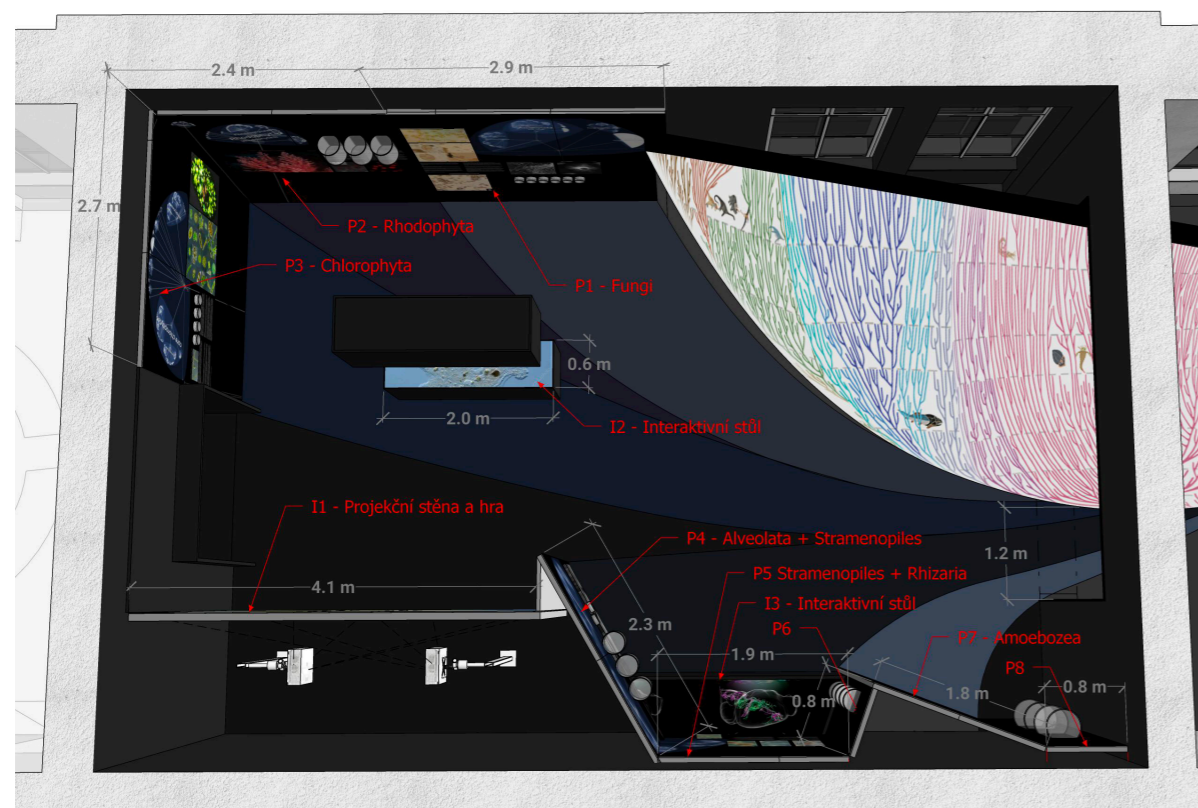 2.4 m
2.9 m
2.7 m
P2 - Rhodophyta
P3 - Chlorophyta
P1 - Fungi
0.6 m
2.0 m
I2 - Interaktivní stůl
I1 - Projekční stěna a hra
P4 - Alveolata + Stramenopiles
1.2 m
P5 Stramenopiles + Rhizaria
4.1 m
I3 - Interaktivní stůl
2.3 m
P6
P7 - Amoebozea
1.9 m
P8
0.8 m
1.8 m
0.8 m